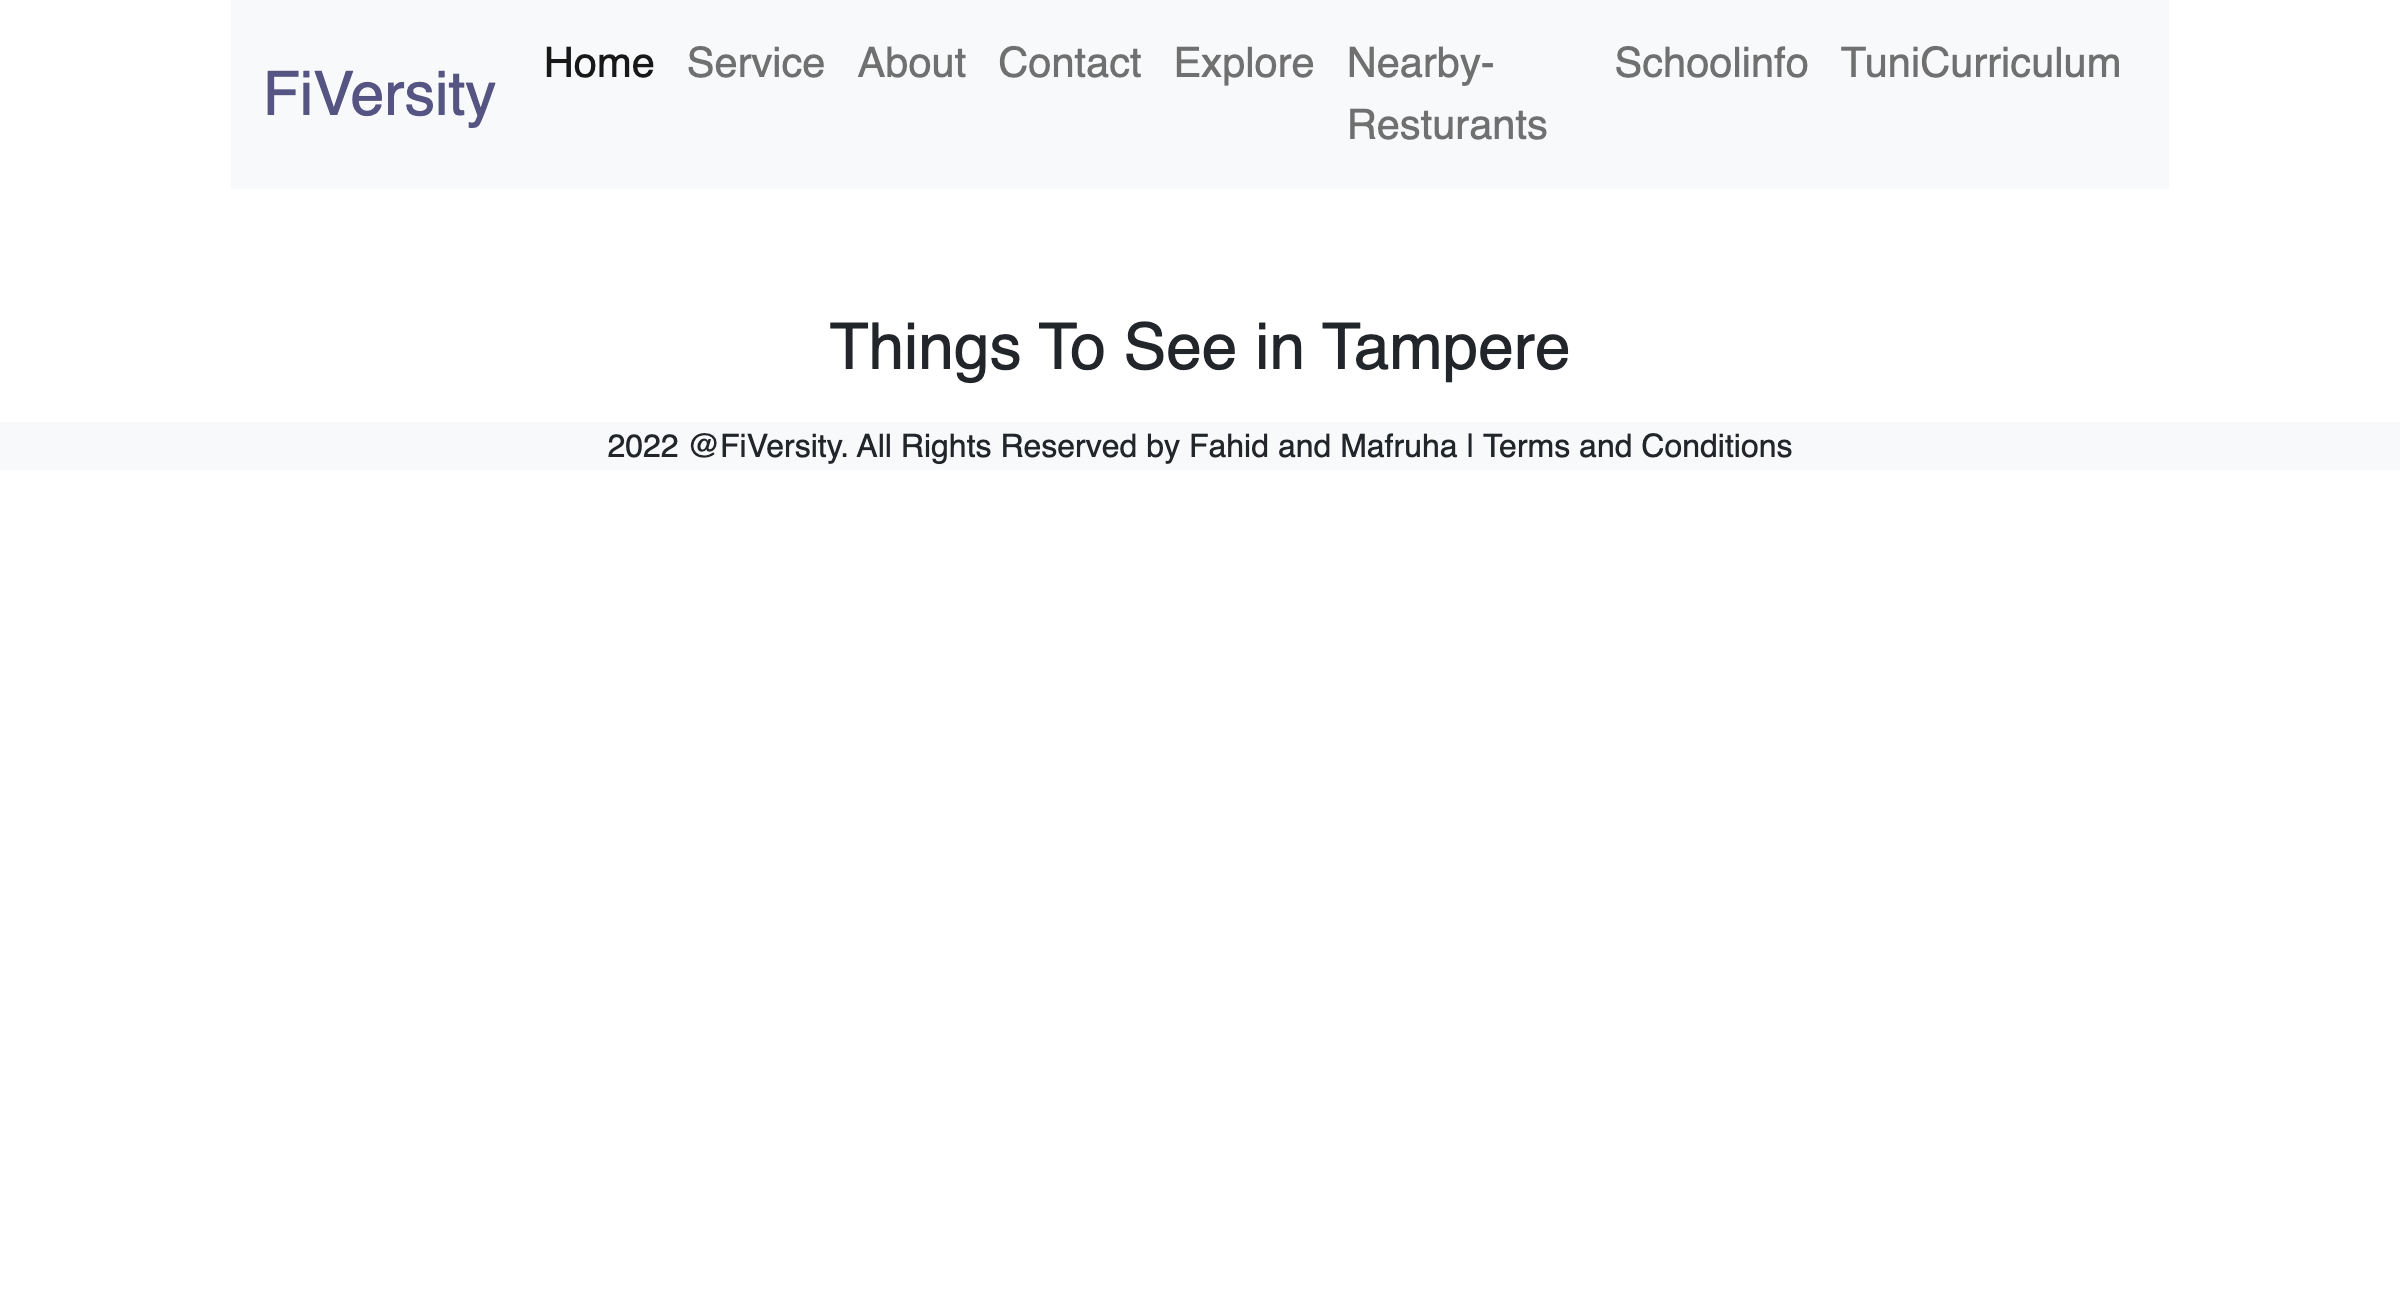 FiVersity
Home Service About Contact Explore Nearby-
Resturants
Schoolinfo TuniCurriculum
Things To See in Tampere
2022 @FiVersity. All Rights Reserved by Fahid and Mafruha | Terms and Conditions